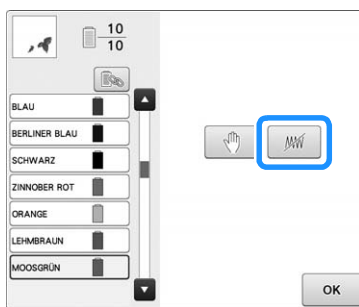 10
10
BLAU
BERLINER BLAU
SCHWARZ
ZINNOBER ROT
ORANGE
LEHMBRAUN
MOOSGRÜN
OK